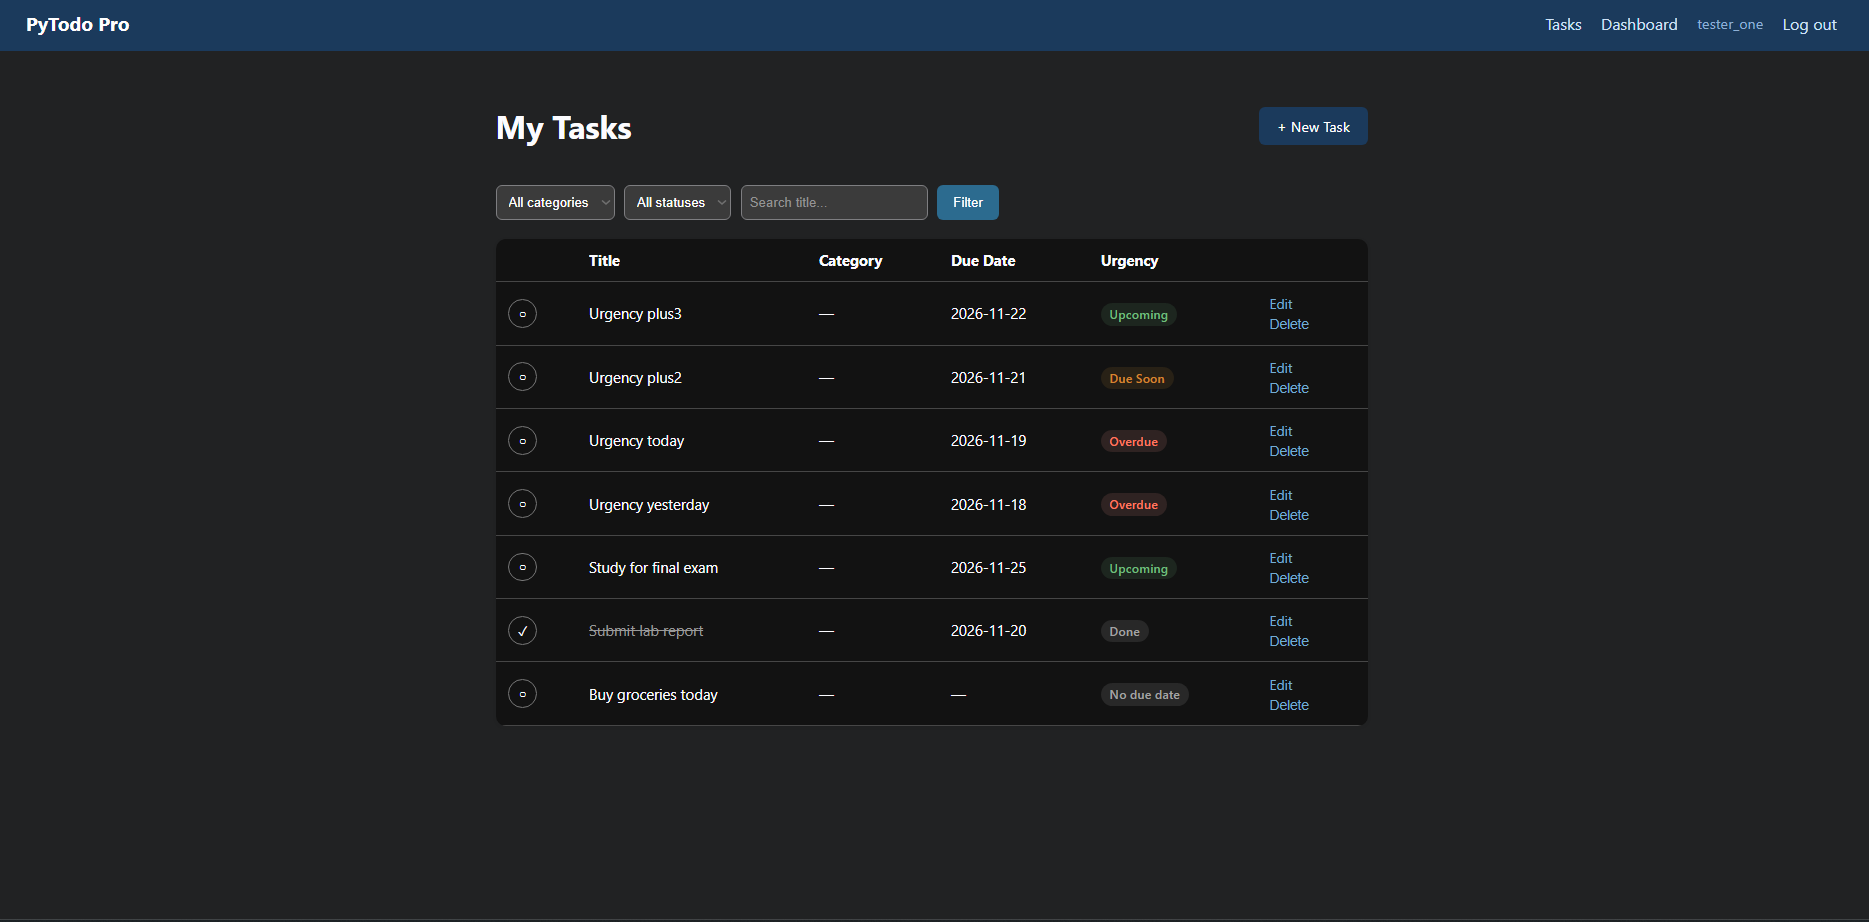 PyTodo Pro Tasks Dashboard tester_one Log out
My Tasks + New Task
All categories All statuses Search title... Filter
Title Category Due Date Urgency
Urgency plus3 — 2026-11-22 Upcoming Edit
Delete
Urgency plus2 — 2026-11-21 Due Soon Edit
Delete
Urgency today — 2026-11-19 Overdue Edit
Delete
Urgency yesterday — 2026-11-18 Overdue Edit
Delete
Study for final exam — 2026-11-25 Upcoming Edit
Delete
✓ Submit lab report — 2026-11-20 Done Edit
Delete
Buy groceries today — — No due date Edit
Delete